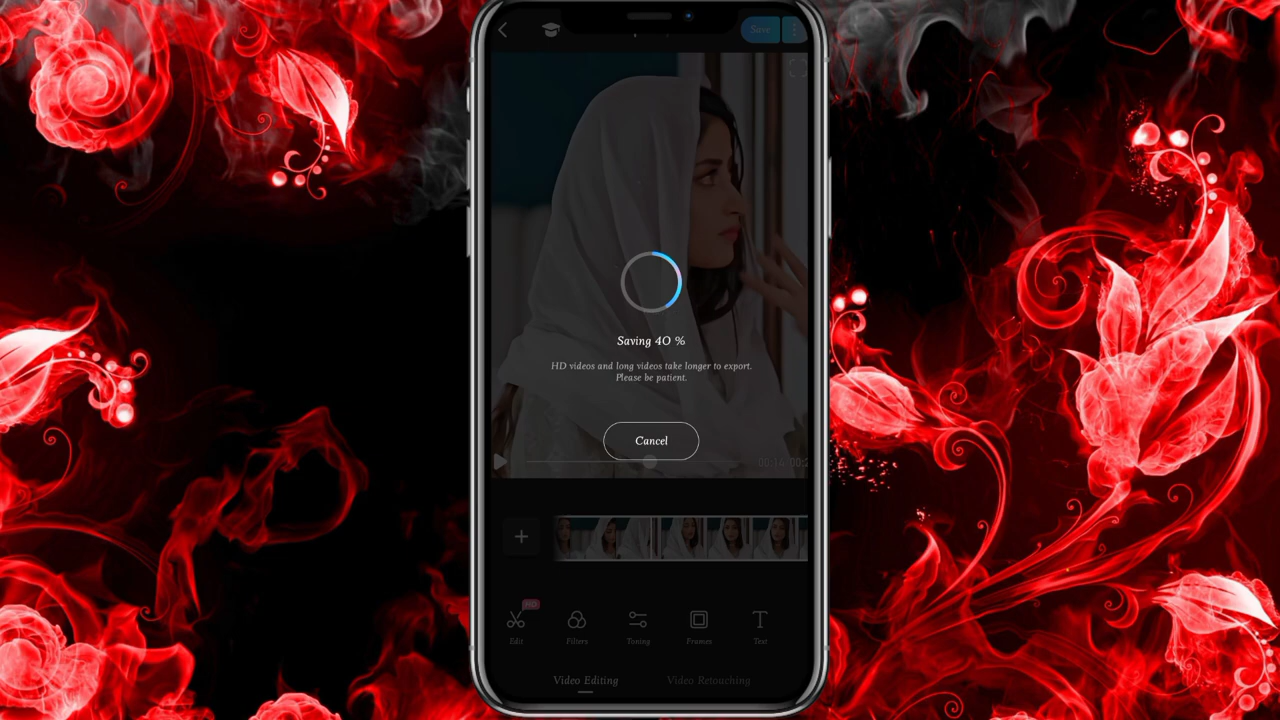 Save
Saving 40 %
HD videos and long videos take longer to export.
Please be patient.
Cancel
HD
Edit
Filters
Toning
Frames
Text
Video Editing
Video Retouching